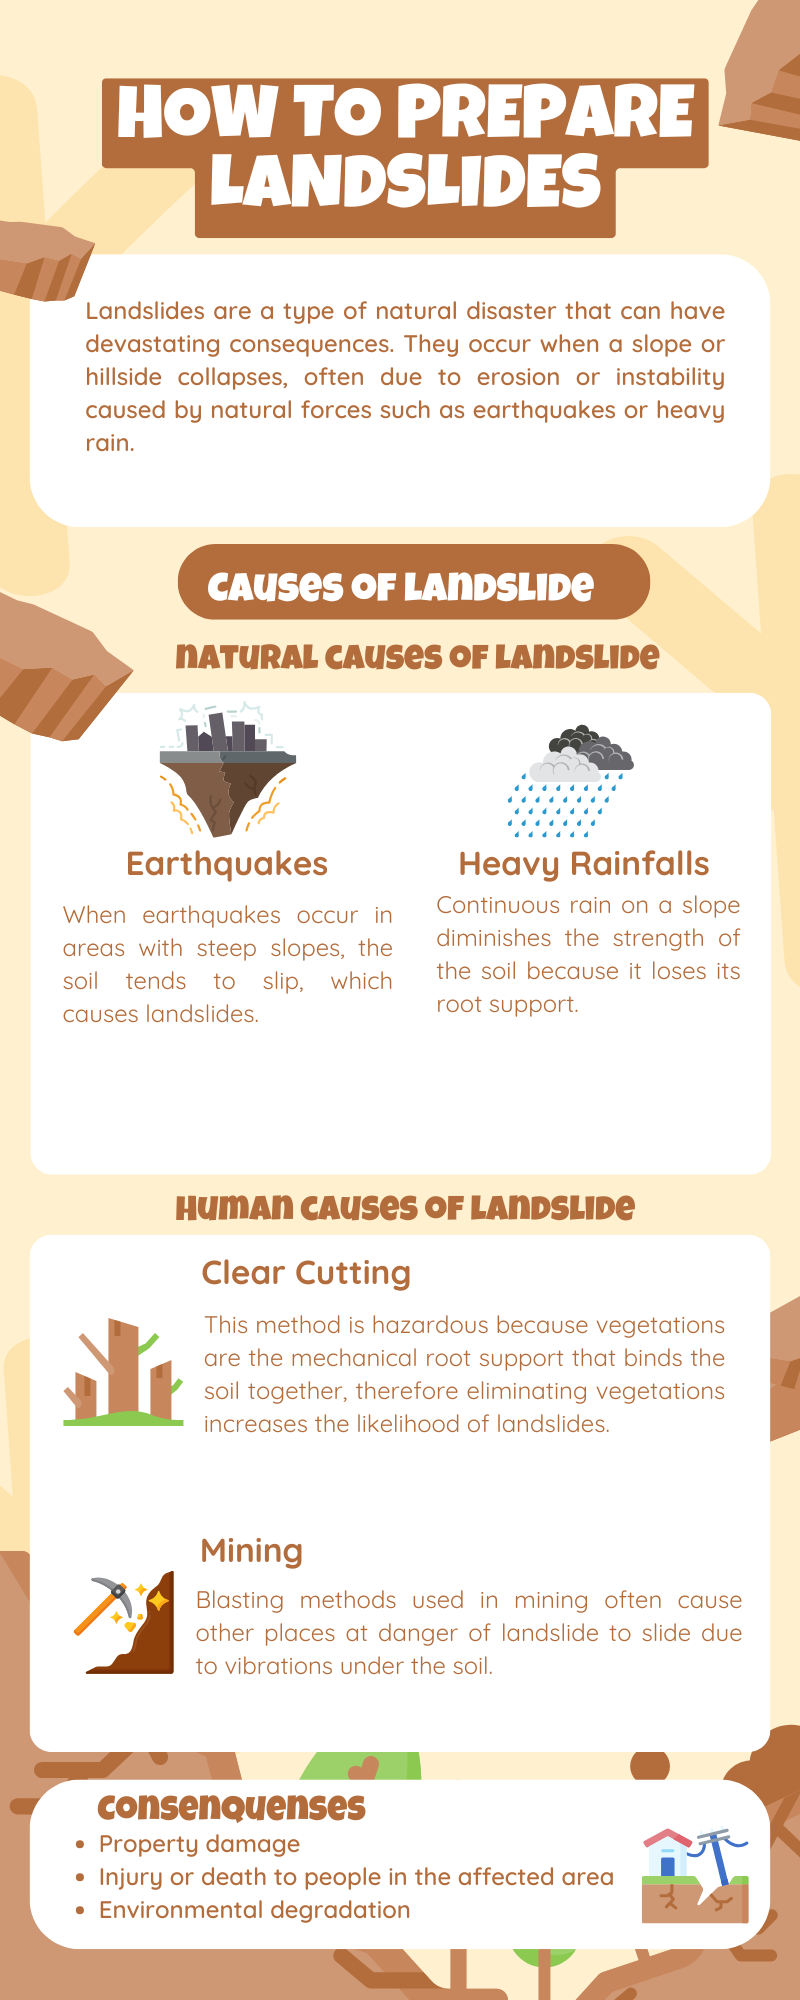 HOW TO PREPARE
LANDSLIDES
Landslides are a type of natural disaster that can have
devastating consequences. They occur when a slope or
hillside collapses, often due to erosion or instability
caused by natural forces such as earthquakes or heavy
rain.
CAUSES OF LANDSLIDE
NATURAL CAUSES OF LANDSLIDE
Earthquakes
When earthquakes occur in
areas with steep slopes, the
soil tends to slip, which
causes landslides.
Heavy Rainfalls
Continuous rain on a slope
diminishes the strength of
the soil because it loses its
root support.
HUMAN CAUSES OF LANDSLIDE
Clear Cutting
This method is hazardous because vegetations
are the mechanical root support that binds the
soil together, therefore eliminating vegetations
increases the likelihood of landslides.
Mining
Blasting methods used in mining often cause
other places at danger of landslide to slide due
to vibrations under the soil.
CONSENQUENSES
• Property damage
• Injury or death to people in the affected area
• Environmental degradation